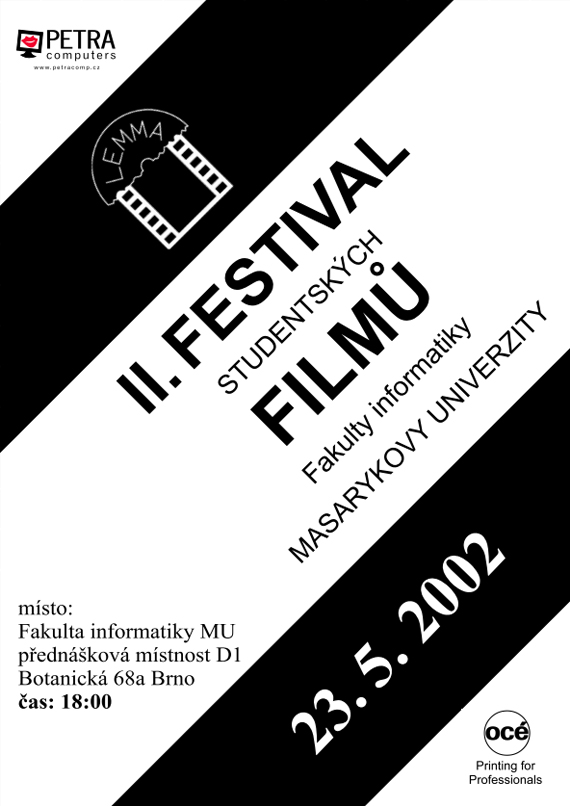 PETRA
computers
www.petracomp.cz
LEMMA
II. FESTIVAL
STUDENTSKÝCH
FILMŮ
Fakulty informatiky
MASARYKOVY UNIVERZITY
23. 5. 2002
místo:
Fakulta informatiky MU
přednášková místnost D1
Botanická 68a Brno
čas: 18:00
océ
Printing for
Professionals